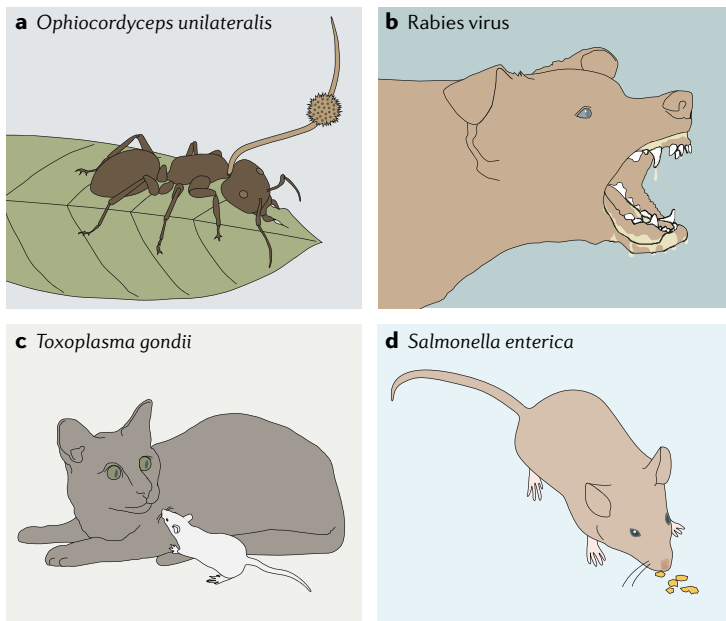 a Ophiocordyceps unilateralis
b Rabies virus
c Toxoplasma gondii
d Salmonella enterica